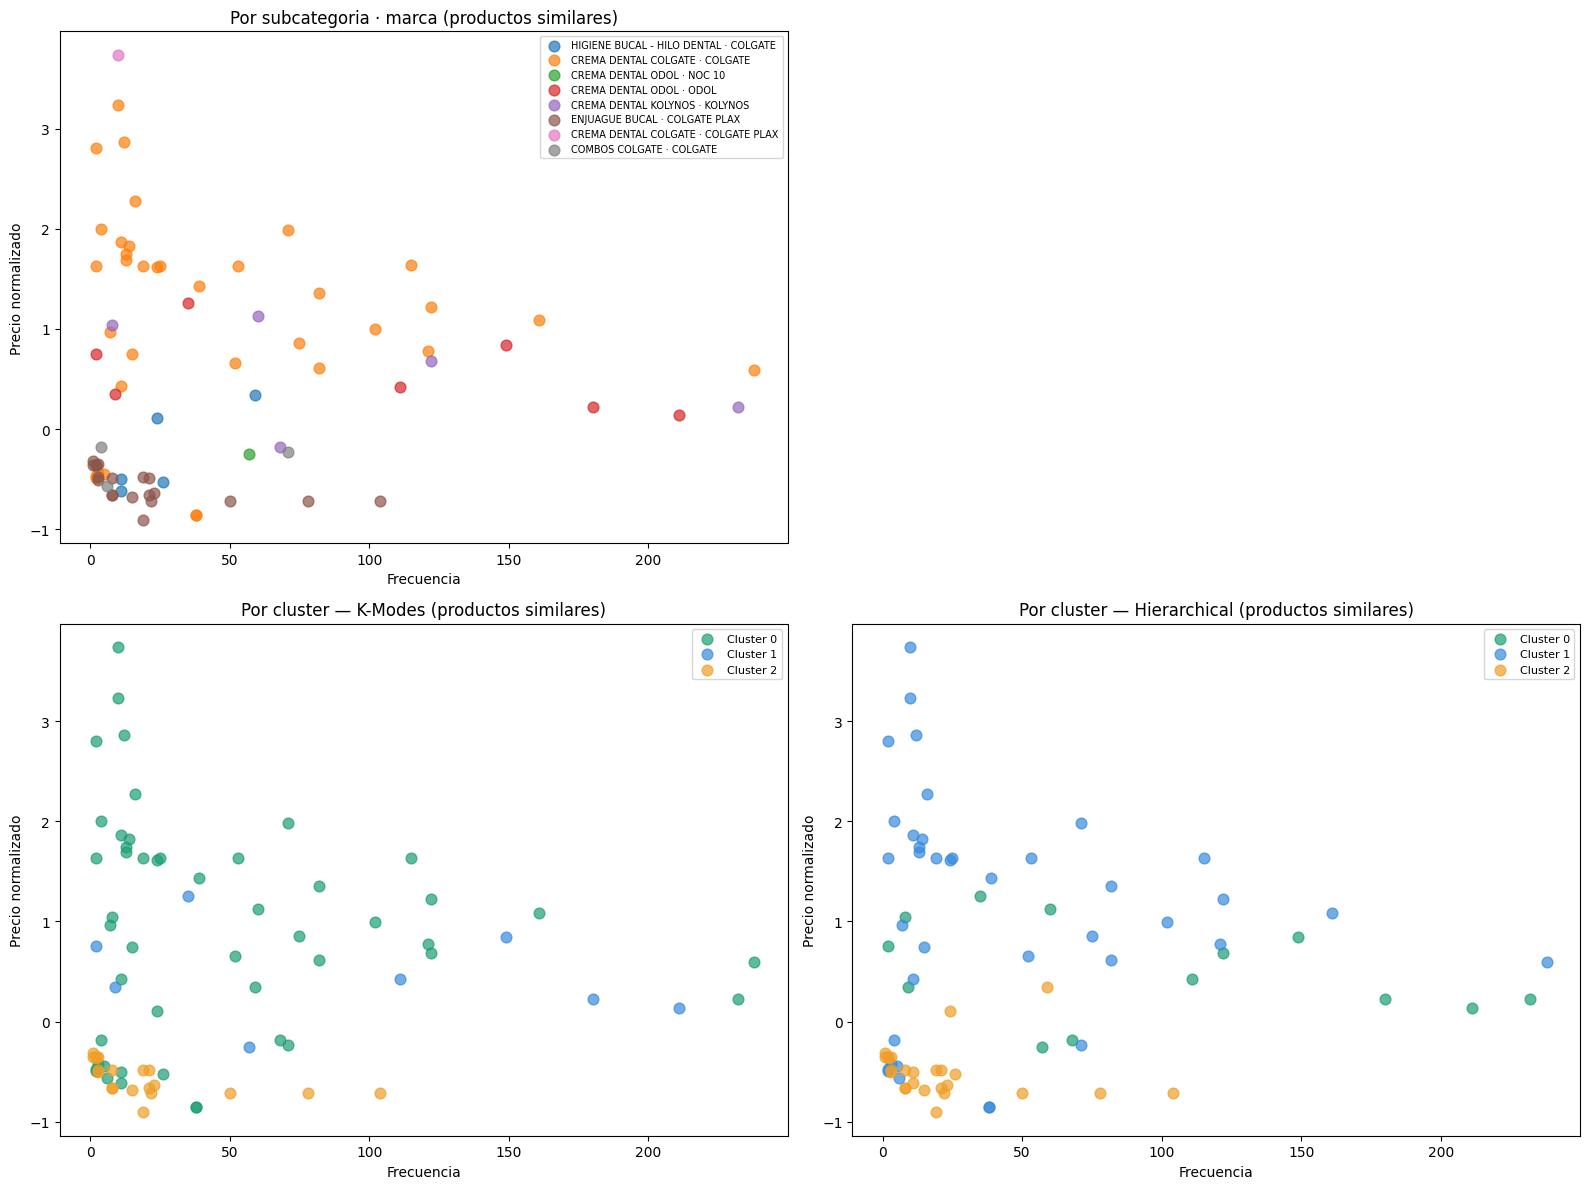 Por subcategoria · marca (productos similares)
HIGIENE BUCAL - HILO DENTAL · COLGATE
CREMA DENTAL COLGATE · COLGATE
CREMA DENTAL ODOL · NOC 10
CREMA DENTAL ODOL · ODOL
CREMA DENTAL KOLYNOS · KOLYNOS
ENJUAGUE BUCAL · COLGATE PLAX
CREMA DENTAL COLGATE · COLGATE PLAX
COMBOS COLGATE · COLGATE
Precio normalizado
3
2
1
0
−1
0 50 100 150 200
Frecuencia
Por cluster — K-Modes (productos similares)
Cluster 0
Cluster 1
Cluster 2
Precio normalizado
3
2
1
0
−1
0 50 100 150 200
Frecuencia
Por cluster — Hierarchical (productos similares)
Cluster 0
Cluster 1
Cluster 2
Precio normalizado
3
2
1
0
−1
0 50 100 150 200
Frecuencia